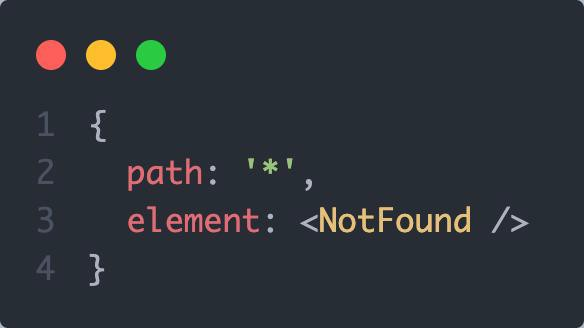 1 {
2   path: '*',
3   element: <NotFound />
4 }